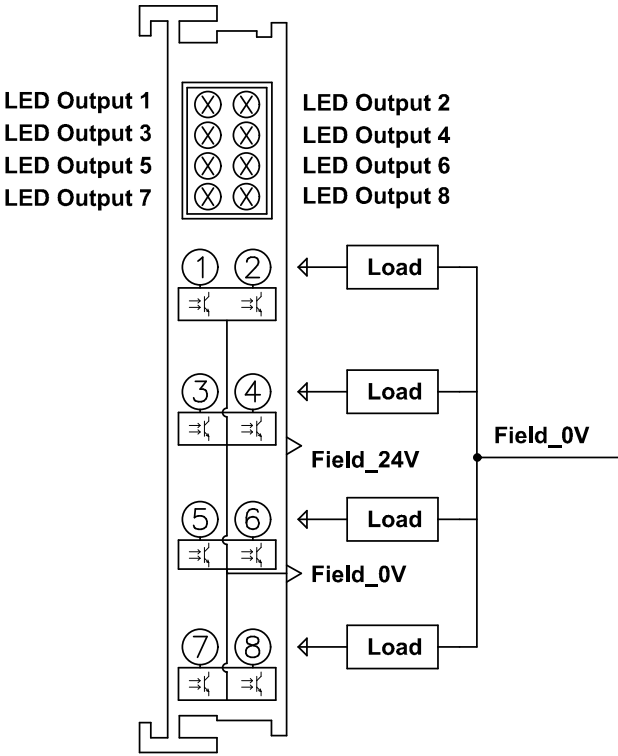 LED Output 1 LED Output 2
LED Output 3 LED Output 4
LED Output 5 LED Output 6
LED Output 7 LED Output 8
1 2 Load
3 4 Load
Field_0V
Field_24V
5 6 Load
Field_0V
7 8 Load